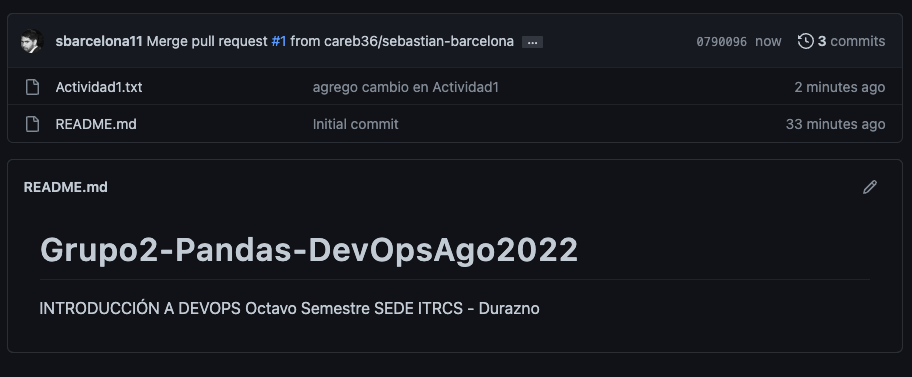 sbarcelona11 Merge pull request #1 from careb36/sebastian-barcelona ... 0790096 now 3 commits
Actividad1.txt agrego cambio en Actividad1 2 minutes ago
README.md Initial commit 33 minutes ago
README.md
Grupo2-Pandas-DevOpsAgo2022
INTRODUCCIÓN A DEVOPS Octavo Semestre SEDE ITRCS - Durazno